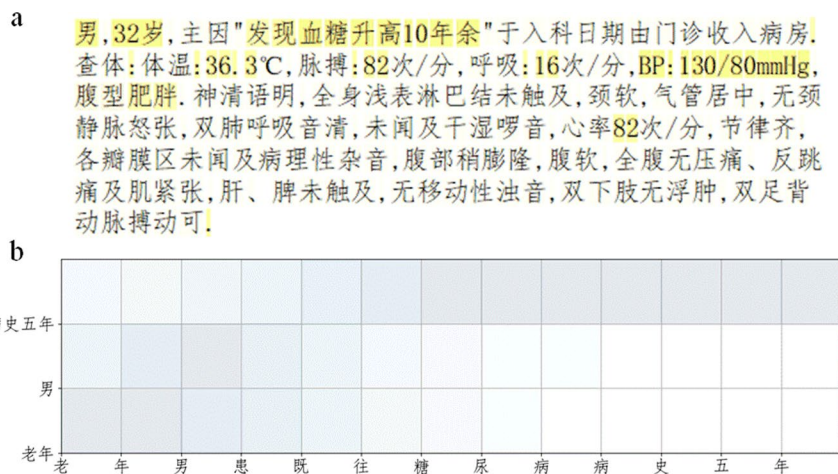 a
男,32岁,主因"发现血糖升高10年余"于入科日期由门诊收入病房.
查体:体温:36.3℃,脉搏:82次/分,呼吸:16次/分,BP:130/80mmHg,
腹型肥胖.神清语明,全身浅表淋巴结未触及,颈软,气管居中,无颈
静脉怒张,双肺呼吸音清,未闻及干湿啰音,心率82次/分,节律齐,
各瓣膜区未闻及病理性杂音,腹部稍膨隆,腹软,全腹无压痛、反跳
痛及肌紧张,肝、脾未触及,无移动性浊音,双下肢无浮肿,双足背
动脉搏动可.
b
史五年
男
老年
老 年 男 患 既 往 糖 尿 病 病 史 五 年